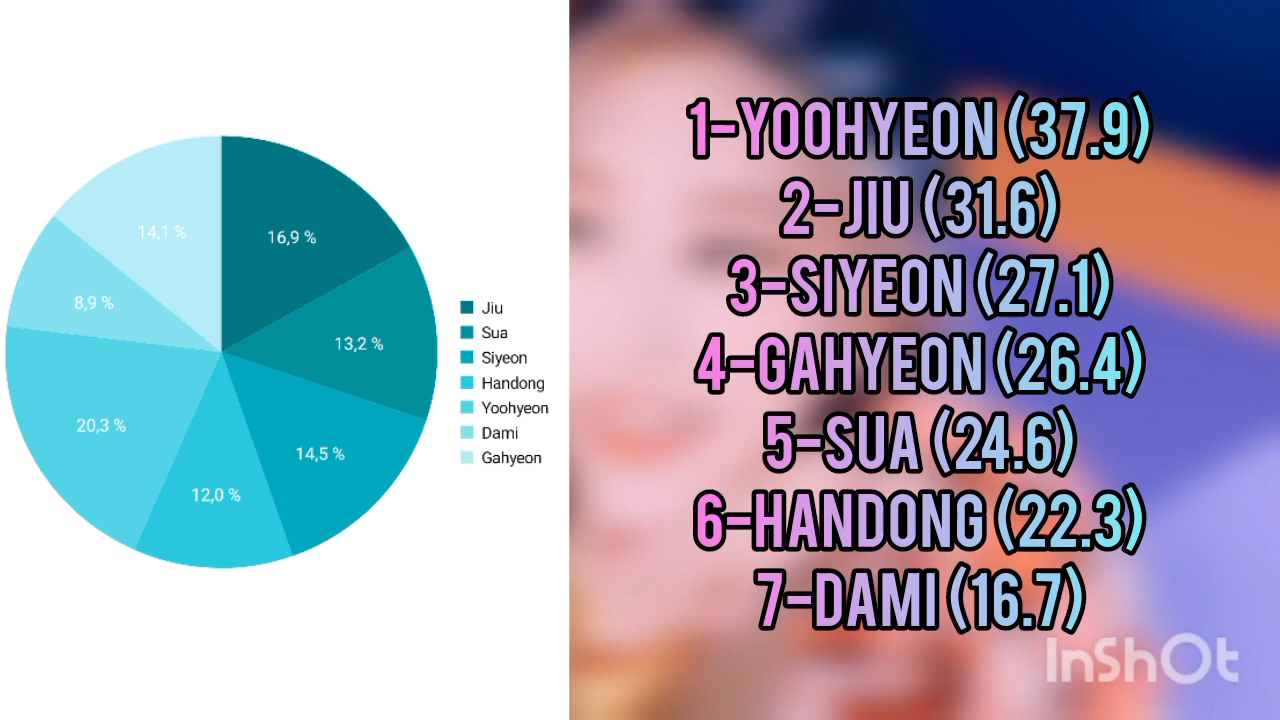 14,1 %
16,9 %
8,9 %
13,2 %
20,3 %
14,5 %
12,0 %
Jiu
Sua
Siyeon
Handong
Yoohyeon
Dami
Gahyeon
1-YOOHYEON (37.9)
2-JIU (31.6)
3-SIYEON (27.1)
4-GAHYEON (26.4)
5-SUA (24.6)
6-HANDONG (22.3)
7-DAMI (16.7)
InShOt